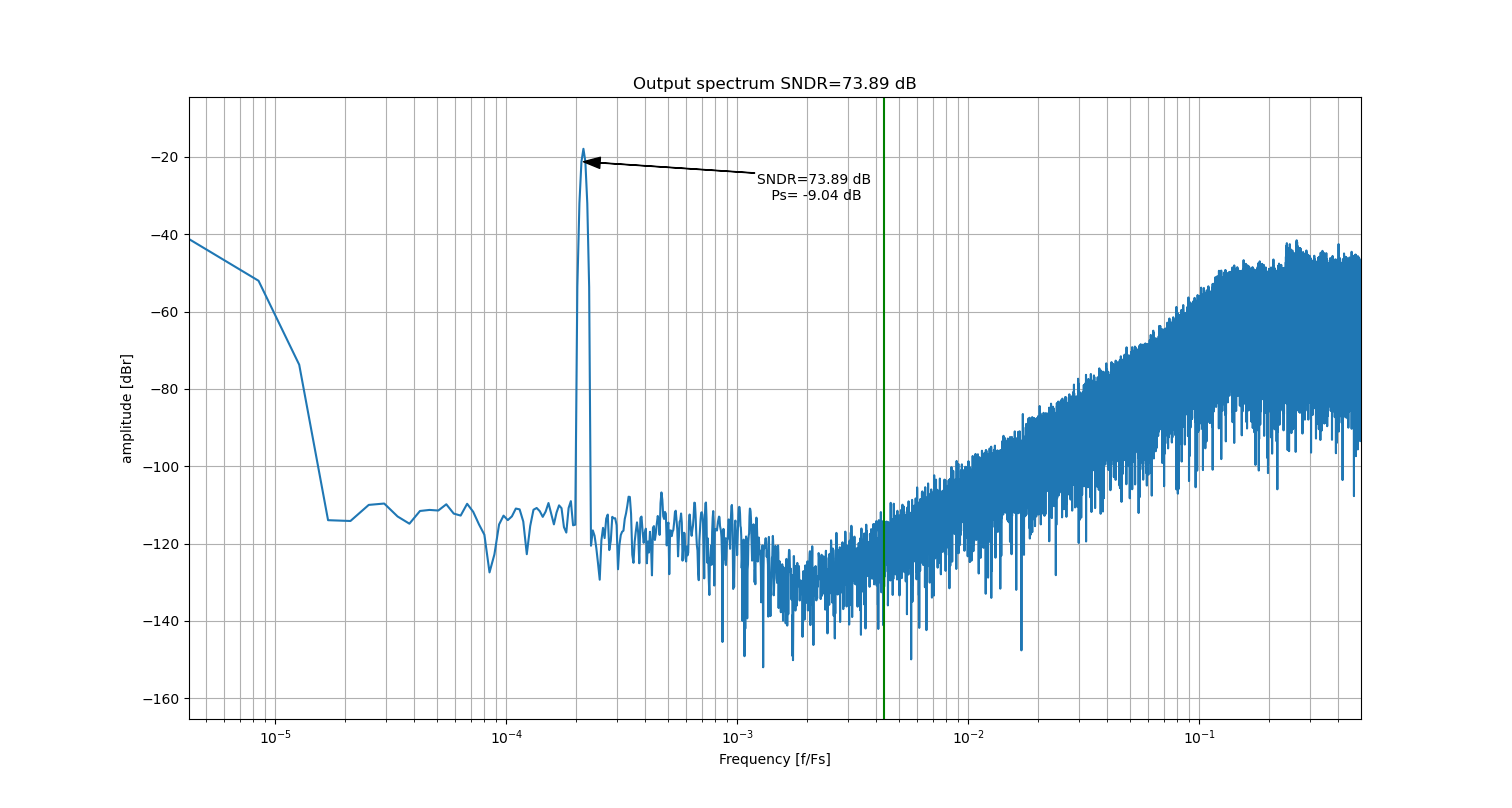 Output spectrum SNDR=73.89 dB
−20
−40
−60
−80
−100
−120
−140
−160
amplitude [dBr]
SNDR=73.89 dB
Ps= -9.04 dB
10⁻⁵
10⁻⁴
10⁻³
10⁻²
10⁻¹
Frequency [f/Fs]